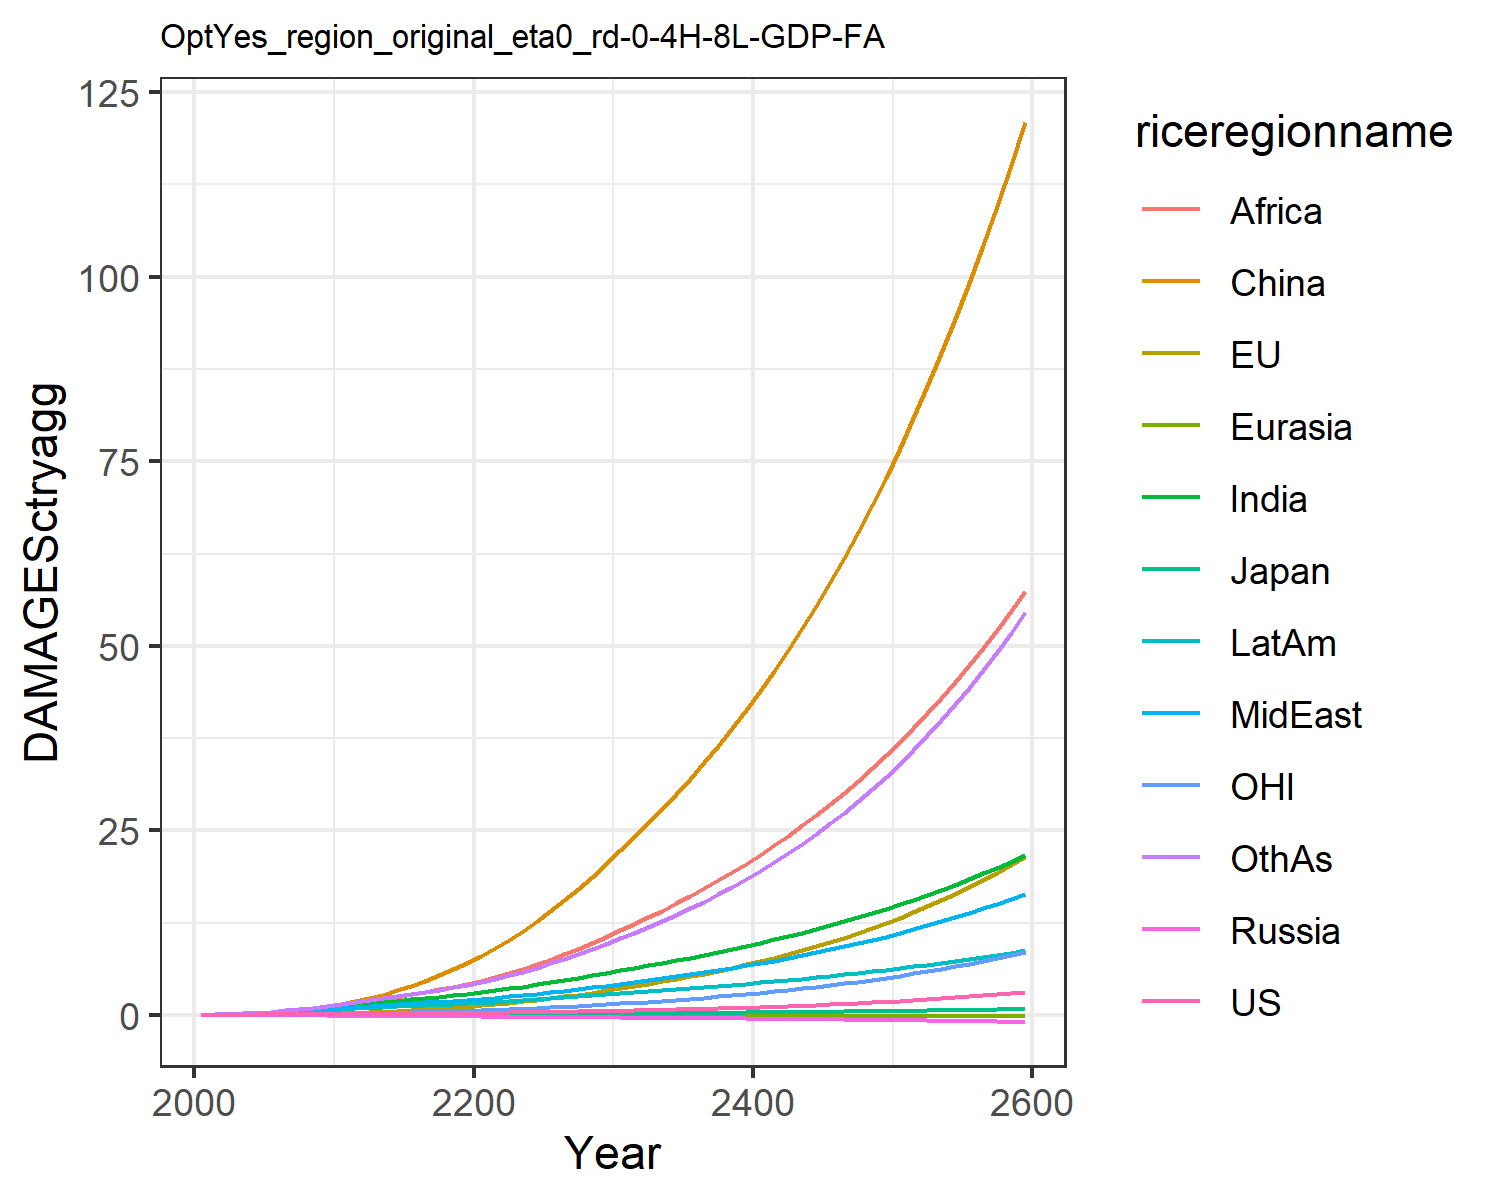 OptYes_region_original_eta0_rd-0-4H-8L-GDP-FA
DAMAGESctryagg
125
100
75
50
25
0
2000 2200 2400 2600
Year
riceregionname
Africa
China
EU
Eurasia
India
Japan
LatAm
MidEast
OHI
OthAs
Russia
US